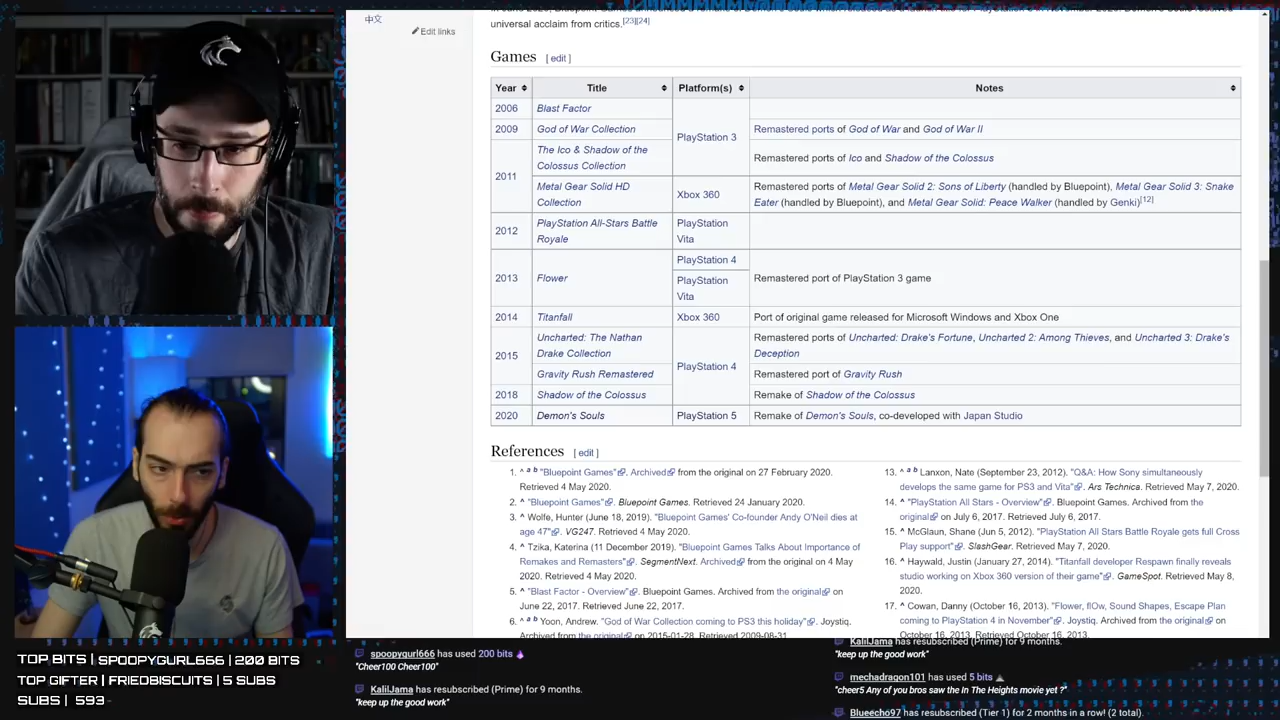 中文
Edit links
universal acclaim from critics.[23][24]
Games [ edit ]
Year Title Platform(s) Notes
2006 Blast Factor
PlayStation 3
2009 God of War Collection Remastered ports of God of War and God of War II
2011 The Ico & Shadow of the
Colossus Collection
Remastered ports of Ico and Shadow of the Colossus
Metal Gear Solid HD
Collection
Xbox 360
Remastered ports of Metal Gear Solid 2: Sons of Liberty (handled by Bluepoint), Metal Gear Solid 3: Snake
Eater (handled by Bluepoint), and Metal Gear Solid: Peace Walker (handled by Genki)[12]
2012 PlayStation All-Stars Battle
Royale
PlayStation
Vita
2013 Flower
PlayStation 4
PlayStation
Vita
Remastered port of PlayStation 3 game
2014 Titanfall Xbox 360 Port of original game released for Microsoft Windows and Xbox One
2015 Uncharted: The Nathan
Drake Collection
PlayStation 4
Remastered ports of Uncharted: Drake's Fortune, Uncharted 2: Among Thieves, and Uncharted 3: Drake's
Deception
Gravity Rush Remastered Remastered port of Gravity Rush
2018 Shadow of the Colossus Remake of Shadow of the Colossus
2020 Demon's Souls PlayStation 5 Remake of Demon's Souls, co-developed with Japan Studio
References [ edit ]
1. ^ a b "Bluepoint Games". Archived from the original on 27 February 2020.
Retrieved 4 May 2020.
2. ^ "Bluepoint Games". Bluepoint Games. Retrieved 24 January 2020.
3. ^ Wolfe, Hunter (June 18, 2019). "Bluepoint Games' Co-founder Andy O'Neil dies at
age 47". VG247. Retrieved 4 May 2020.
4. ^ Tzika, Katerina (11 December 2019). "Bluepoint Games Talks About Importance of
Remakes and Remasters". SegmentNext. Archived from the original on 4 May
2020. Retrieved 4 May 2020.
5. ^ "Blast Factor - Overview". Bluepoint Games. Archived from the original on
June 22, 2017. Retrieved June 22, 2017.
6. ^ a b Yoon, Andrew. "God of War Collection coming to PS3 this holiday". Joystiq.
Archived from the original on 2015-01-28. Retrieved 2009-08-31.
13. ^ a b Lanxon, Nate (September 23, 2012). "Q&A: How Sony simultaneously
develops the same game for PS3 and Vita". Ars Technica. Retrieved May 7, 2020.
14. ^ "PlayStation All Stars - Overview". Bluepoint Games. Archived from the
original on July 6, 2017. Retrieved July 6, 2017.
15. ^ McGlaun, Shane (Jun 5, 2012). "PlayStation All Stars Battle Royale gets full Cross
Play support". SlashGear. Retrieved May 7, 2020.
16. ^ Haywald, Justin (January 27, 2014). "Titanfall developer Respawn finally reveals
studio working on Xbox 360 version of their game". GameSpot. Retrieved May 8,
2020.
17. ^ Cowan, Danny (October 16, 2013). "Flower, flOw, Sound Shapes, Escape Plan
coming to PlayStation 4 in November". Joystiq. Archived from the original on
October 16, 2013. Retrieved October 16, 2013.
TOP BITS | SPOOPYGURL666 | 200 BITS
TOP GIFTER | FRIEDBISCUITS | 5 SUBS
SUBS | 593
spoopygurl666 has used 200 bits
"Cheer100 Cheer100"
KalilJama has resubscribed (Prime) for 9 months.
"keep up the good work"
KalilJama has resubscribed (Prime) for 9 months.
"keep up the good work"
mechadragon101 has used 5 bits
"cheer5 Any of you bros saw the In The Heights movie yet ?"
Blueecho97 has resubscribed (Tier 1) for 2 months in a row! (2 total).